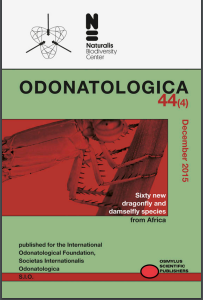 Naturalis
Biodiversity
Center
ODONATOLOGICA
44(4)
December 2015
Sixty new
dragonfly and
damselfly species
from Africa
published for the International
Odonatological Foundation,
Societas Internationalis
Odonatologica
S.I.O.
OSMYLUS
SCIENTIFIC
PUBLISHERS